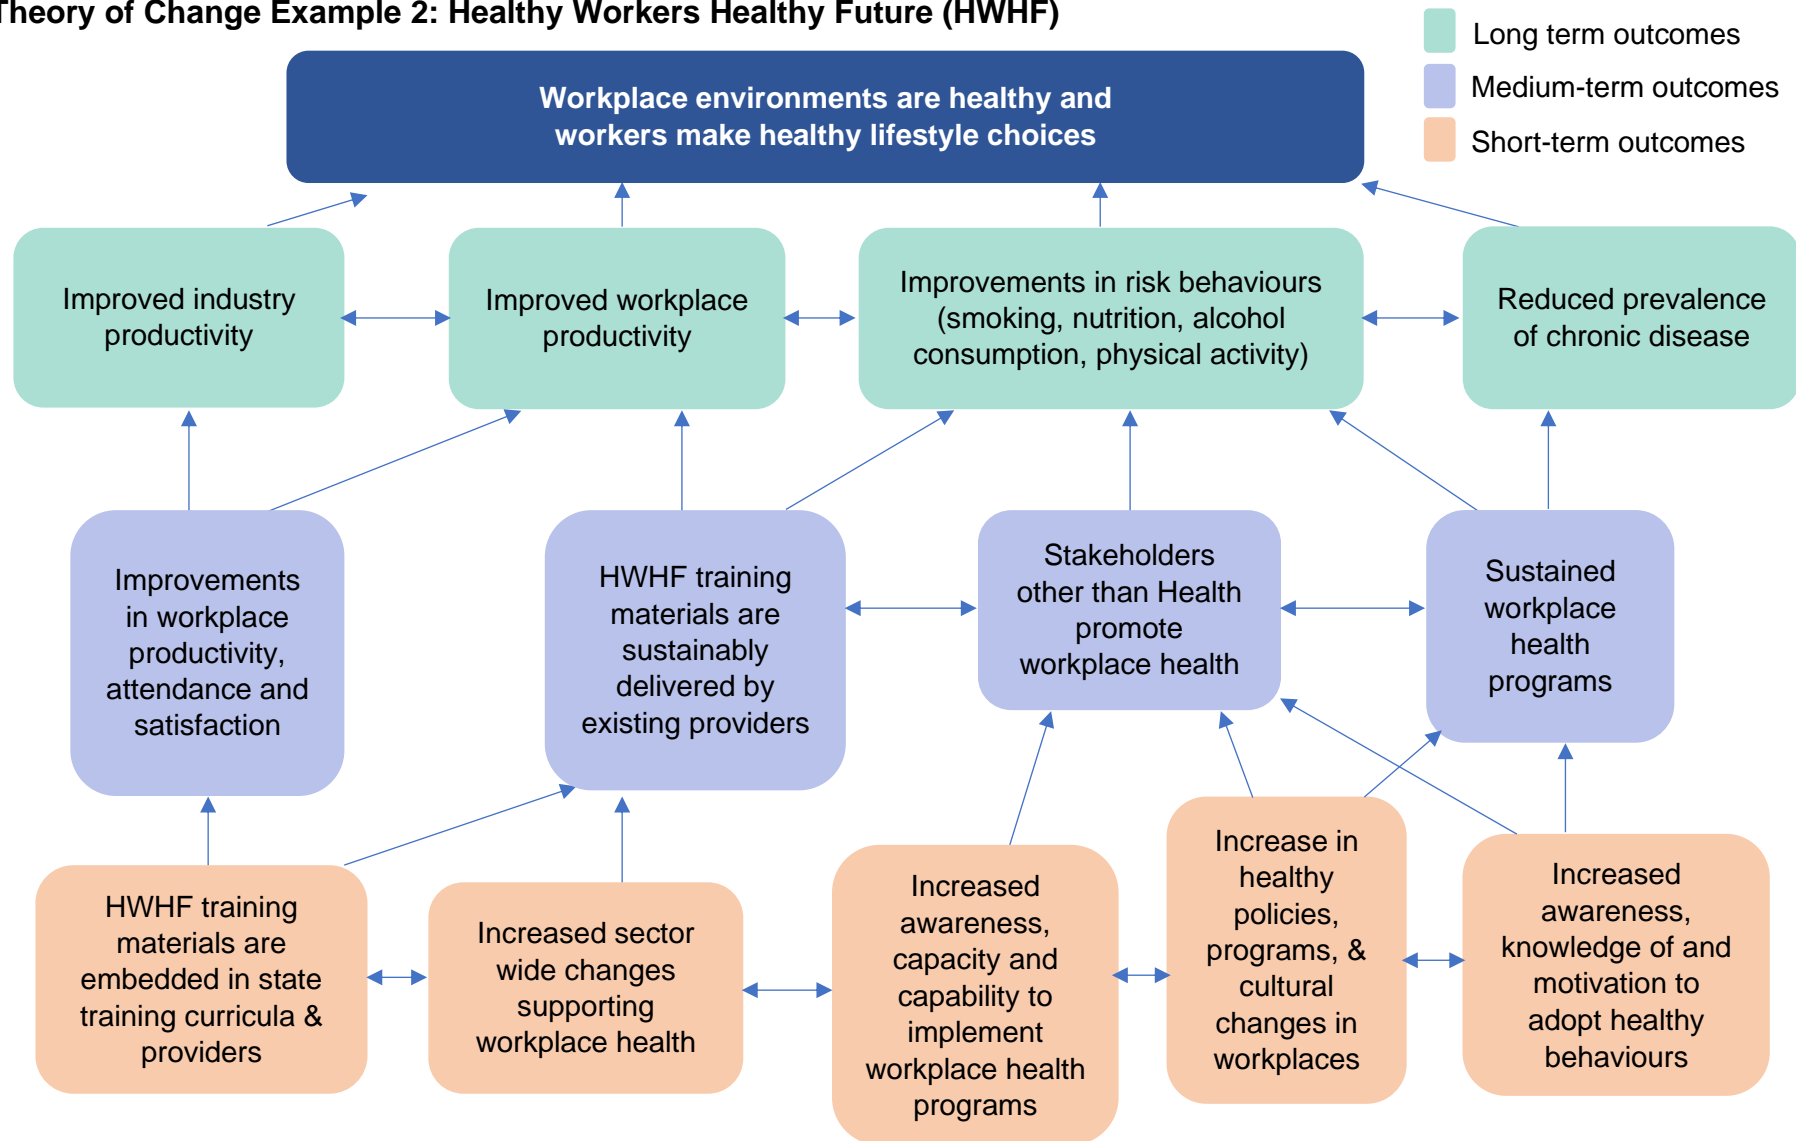 Theory of Change Example 2: Healthy Workers Healthy Future (HWHF)
Long term outcomes
Medium-term outcomes
Short-term outcomes
Workplace environments are healthy and
workers make healthy lifestyle choices
Improved industry
productivity
Improved workplace
productivity
Improvements in risk behaviours
(smoking, nutrition, alcohol
consumption, physical activity)
Reduced prevalence
of chronic disease
Improvements
in workplace
productivity,
attendance and
satisfaction
HWHF training
materials are
sustainably
delivered by
existing providers
Stakeholders
other than Health
promote
workplace health
Sustained
workplace
health
programs
HWHF training
materials are
embedded in state
training curricula &
providers
Increased sector
wide changes
supporting
workplace health
Increased
awareness,
capacity and
capability to
implement
workplace health
programs
Increase in
healthy
policies,
programs, &
cultural
changes in
workplaces
Increased
awareness,
knowledge of and
motivation to
adopt healthy
behaviours